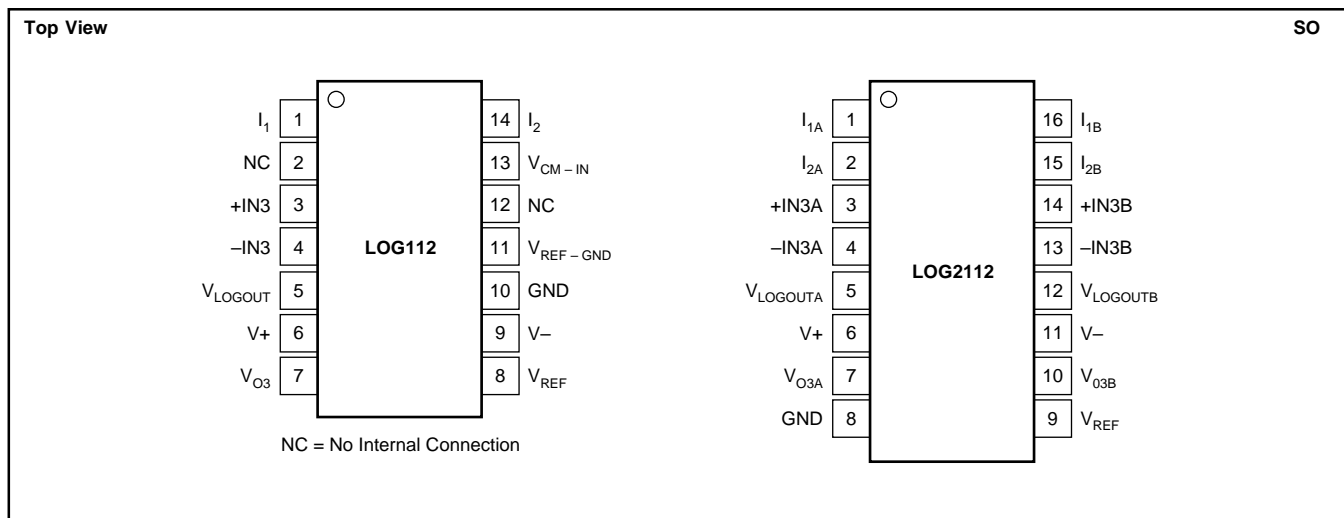 Top View SO
I1 1 14 I2
NC 2 13 VCM – IN
+IN3 3 12 NC
–IN3 4 11 VREF – GND
VLOGOUT 5 10 GND
V+ 6 9 V–
VO3 7 8 VREF
LOG112
NC = No Internal Connection
I1A 1 16 I1B
I2A 2 15 I2B
+IN3A 3 14 +IN3B
–IN3A 4 13 –IN3B
VLOGOUTA 5 12 VLOGOUTB
V+ 6 11 V–
VO3A 7 10 V03B
GND 8 9 VREF
LOG2112